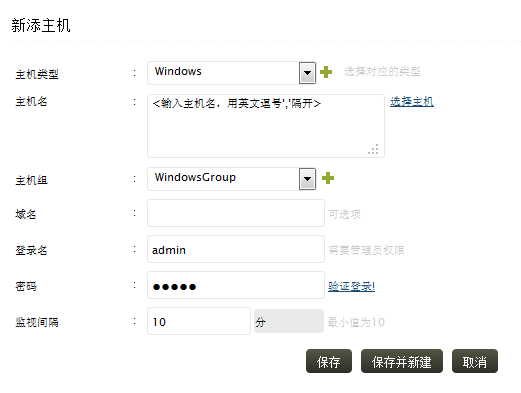 新添主机
主机类型 : Windows 选择对应的类型
主机名 : <输入主机名，用英文逗号','隔开> 选择主机
主机组 : WindowsGroup
域名 : 可选项
登录名 : admin 需要管理员权限
密码 : ●●●●● 验证登录!
监视间隔 : 10 分 最小值为10
保存 保存并新建 取消